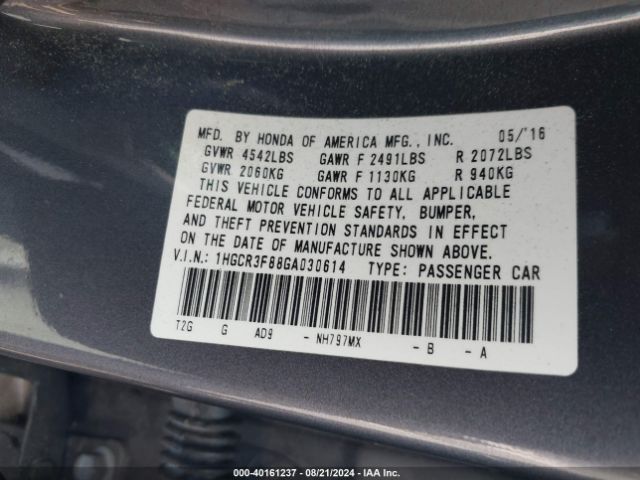 MFD. BY HONDA OF AMERICA MFG., INC. 05/'16
GVWR 4542LBS GAWR F 2491LBS R 2072LBS
GVWR 2060KG GAWR F 1130KG R 940KG
THIS VEHICLE CONFORMS TO ALL APPLICABLE
FEDERAL MOTOR VEHICLE SAFETY, BUMPER,
AND THEFT PREVENTION STANDARDS IN EFFECT
ON THE DATE OF MANUFACTURE SHOWN ABOVE.
V.I.N.: 1HGCR3F88GA030614 TYPE: PASSENGER CAR
T2G G AD9 - NH797MX - B - A
000-40161237 - 08/21/2024 - IAA Inc.